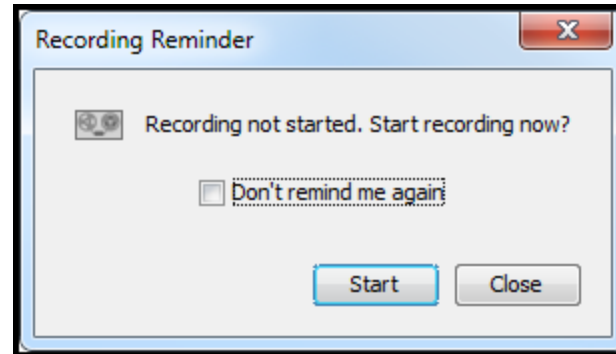 Recording Reminder
Recording not started. Start recording now?
Don't remind me again
Start
Close